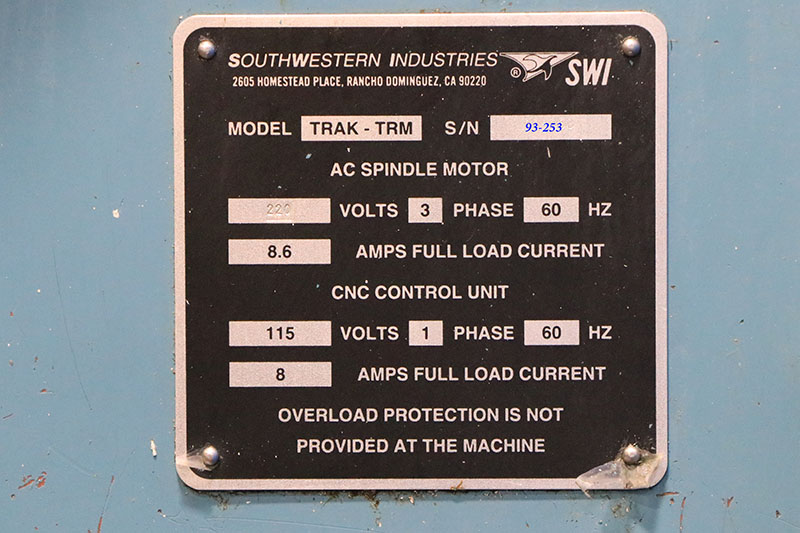 SOUTHWESTERN INDUSTRIES ® SWI
2605 HOMESTEAD PLACE, RANCHO DOMINGUEZ, CA 90220
MODEL TRAK - TRM S/N 93-253
AC SPINDLE MOTOR
220 VOLTS 3 PHASE 60 HZ
8.6 AMPS FULL LOAD CURRENT
CNC CONTROL UNIT
115 VOLTS 1 PHASE 60 HZ
8 AMPS FULL LOAD CURRENT
OVERLOAD PROTECTION IS NOT
PROVIDED AT THE MACHINE